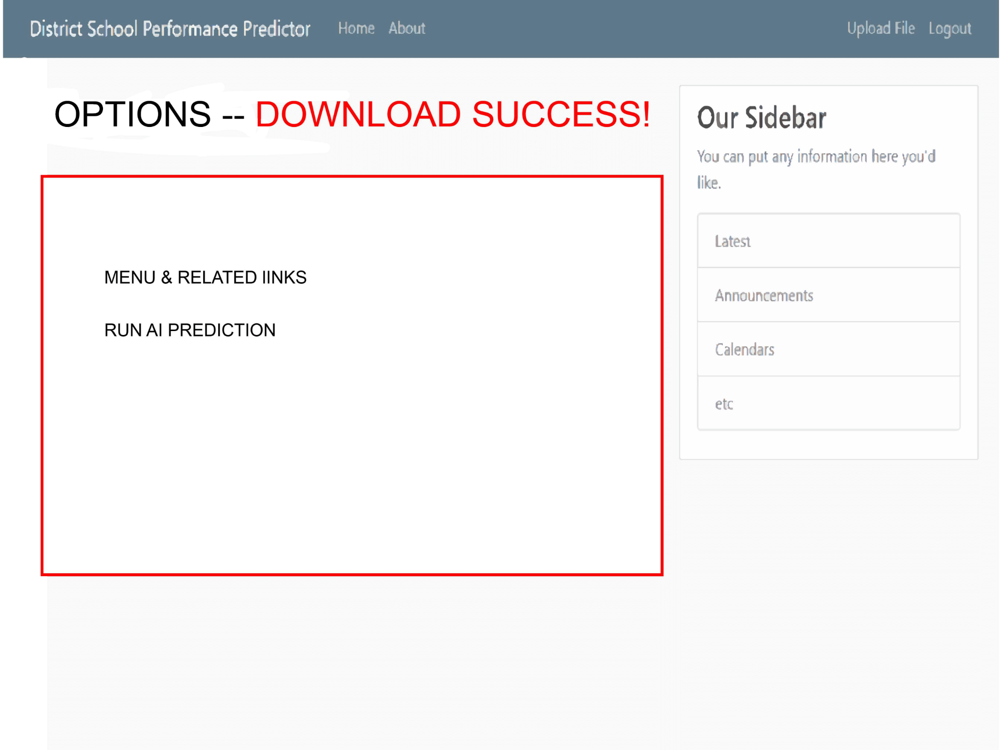 District School Performance Predictor Home About Upload File Logout
OPTIONS -- DOWNLOAD SUCCESS!
MENU & RELATED IINKS
RUN AI PREDICTION
Our Sidebar
You can put any information here you'd
like.
Latest
Announcements
Calendars
etc